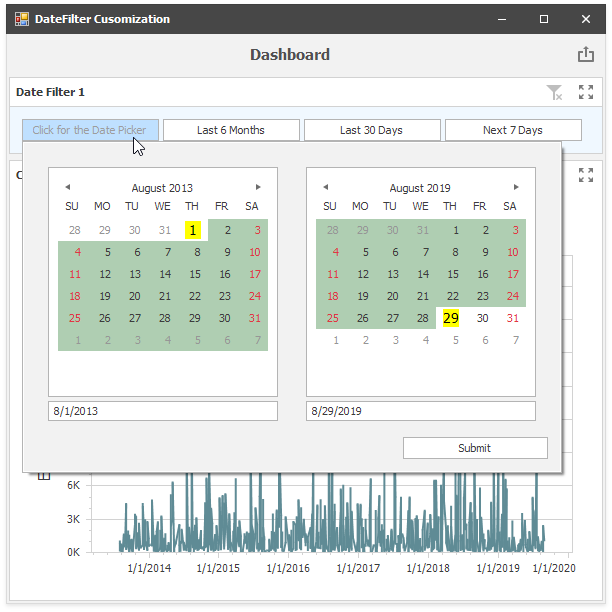 DateFilter Cusomization
Dashboard
Date Filter 1
Click for the Date Picker Last 6 Months Last 30 Days Next 7 Days
August 2013
SU MO TU WE TH FR SA
28 29 30 31 1 2 3
4 5 6 7 8 9 10
11 12 13 14 15 16 17
18 19 20 21 22 23 24
25 26 27 28 29 30 31
1 2 3 4 5 6 7
8/1/2013
August 2019
SU MO TU WE TH FR SA
28 29 30 31 1 2 3
4 5 6 7 8 9 10
11 12 13 14 15 16 17
18 19 20 21 22 23 24
25 26 27 28 29 30 31
1 2 3 4 5 6 7
8/29/2019
Submit
6K
3K
0K
1/1/2014 1/1/2015 1/1/2016 1/1/2017 1/1/2018 1/1/2019 1/1/2020